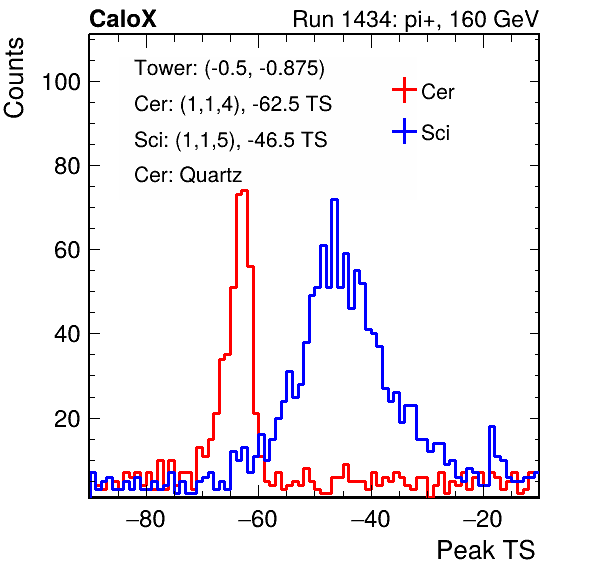 CaloX Run 1434: pi+, 160 GeV
Counts
Tower: (-0.5, -0.875)
Cer: (1,1,4), -62.5 TS
Sci: (1,1,5), -46.5 TS
Cer: Quartz
Cer
Sci
100
80
60
40
20
−80 −60 −40 −20
Peak TS